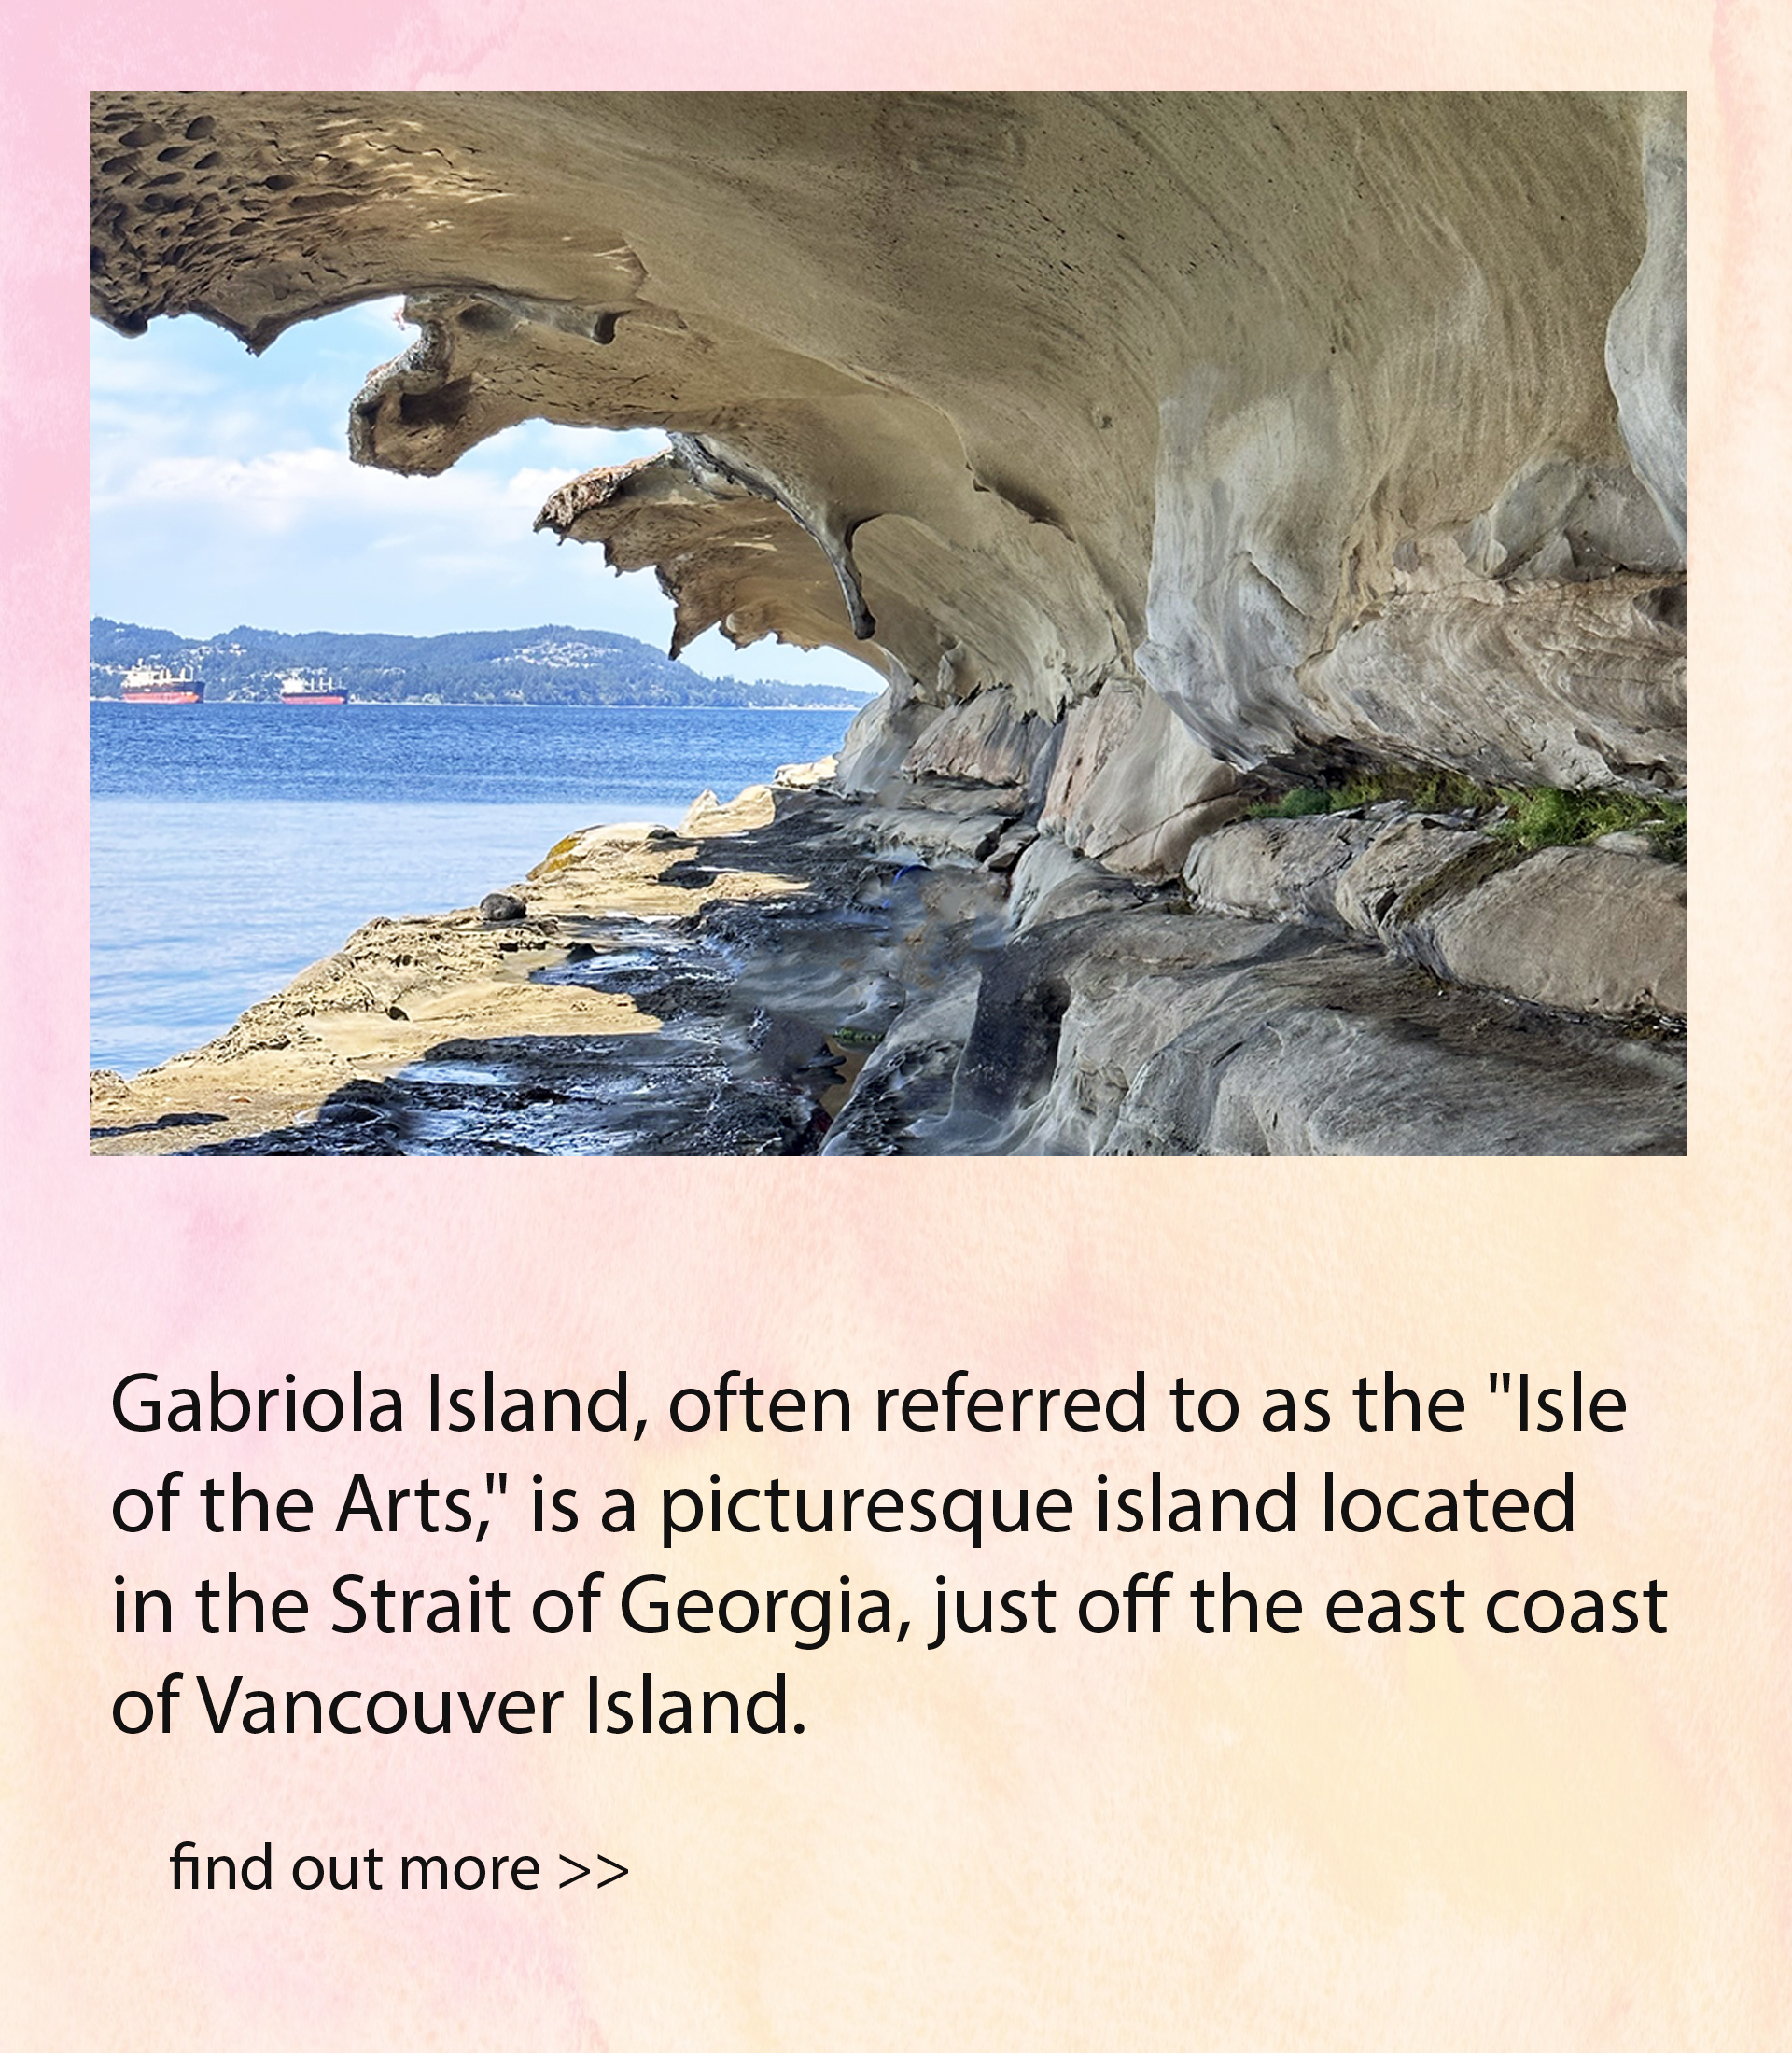 Gabriola Island, often referred to as the "Isle
of the Arts," is a picturesque island located
in the Strait of Georgia, just off the east coast
of Vancouver Island.
find out more >>